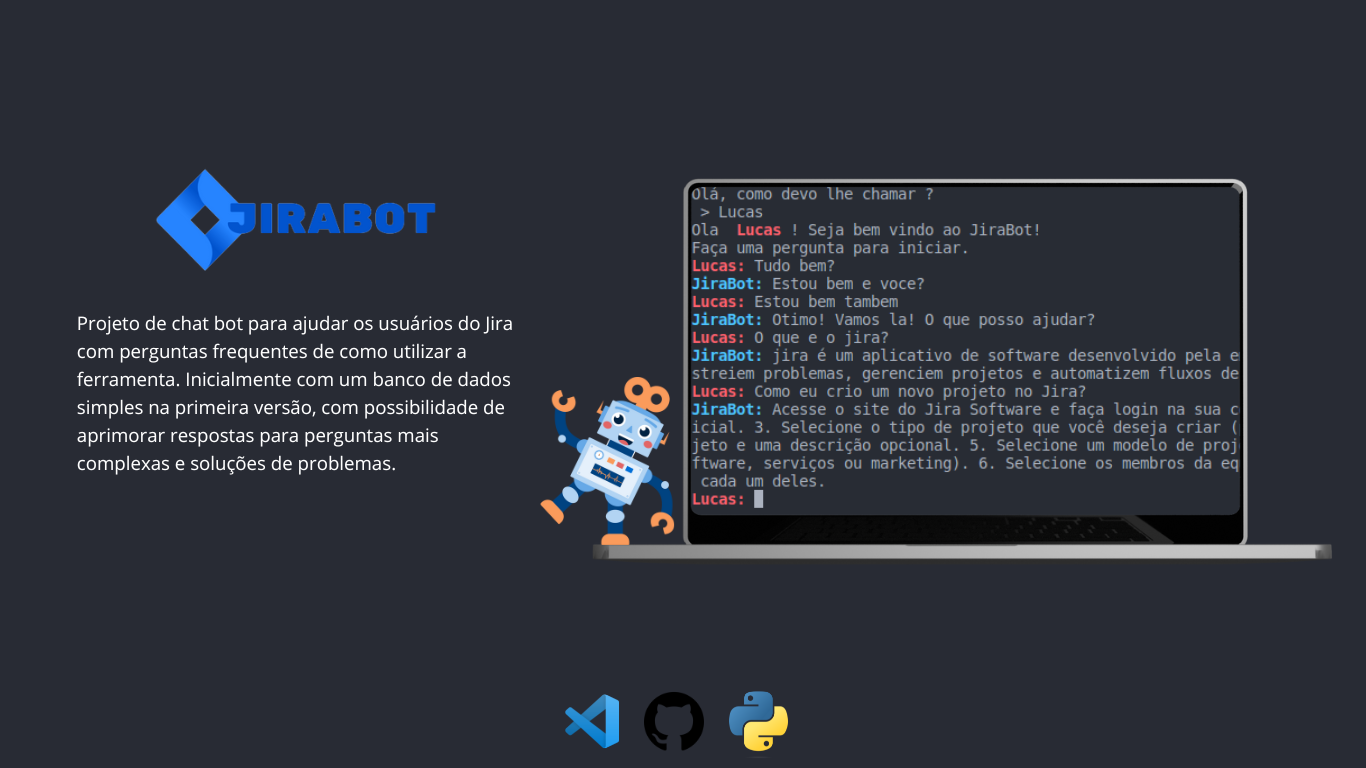 JIRABOT
Projeto de chat bot para ajudar os usuários do Jira
com perguntas frequentes de como utilizar a
ferramenta. Inicialmente com um banco de dados
simples na primeira versão, com possibilidade de
aprimorar respostas para perguntas mais
complexas e soluções de problemas.
Olá, como devo lhe chamar ?
> Lucas
Ola Lucas ! Seja bem vindo ao JiraBot!
Faça uma pergunta para iniciar.
Lucas: Tudo bem?
JiraBot: Estou bem e voce?
Lucas: Estou bem tambem
JiraBot: Otimo! Vamos la! O que posso ajudar?
Lucas: O que e o jira?
JiraBot: jira é um aplicativo de software desenvolvido pela e
streiem problemas, gerenciem projetos e automatizem fluxos de
Lucas: Como eu crio um novo projeto no Jira?
JiraBot: Acesse o site do Jira Software e faça login na sua c
icial. 3. Selecione o tipo de projeto que você deseja criar (
jeto e uma descrição opcional. 5. Selecione um modelo de proj
ftware, serviços ou marketing). 6. Selecione os membros da eq
cada um deles.
Lucas: